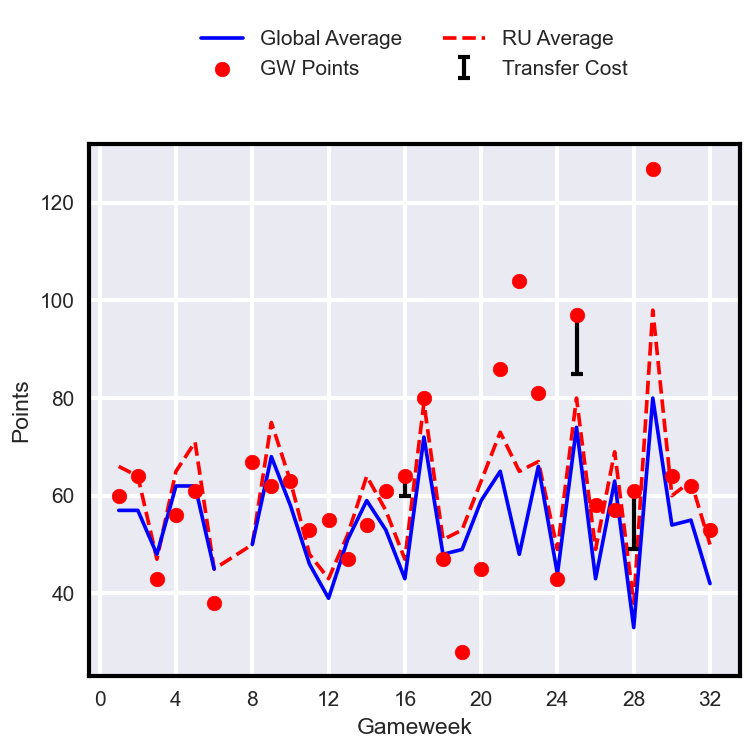 Global Average
RU Average
GW Points
Transfer Cost
Points
120
100
80
60
40
0 4 8 12 16 20 24 28 32
Gameweek